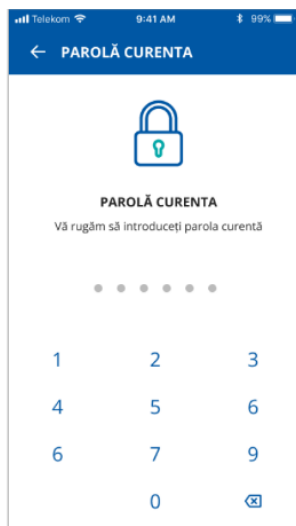 Telekom 9:41 AM 99%
PAROLĂ CURENTA
PAROLĂ CURENTA
Vă rugăm să introduceți parola curentă
1 2 3
4 5 6
6 7 9
0